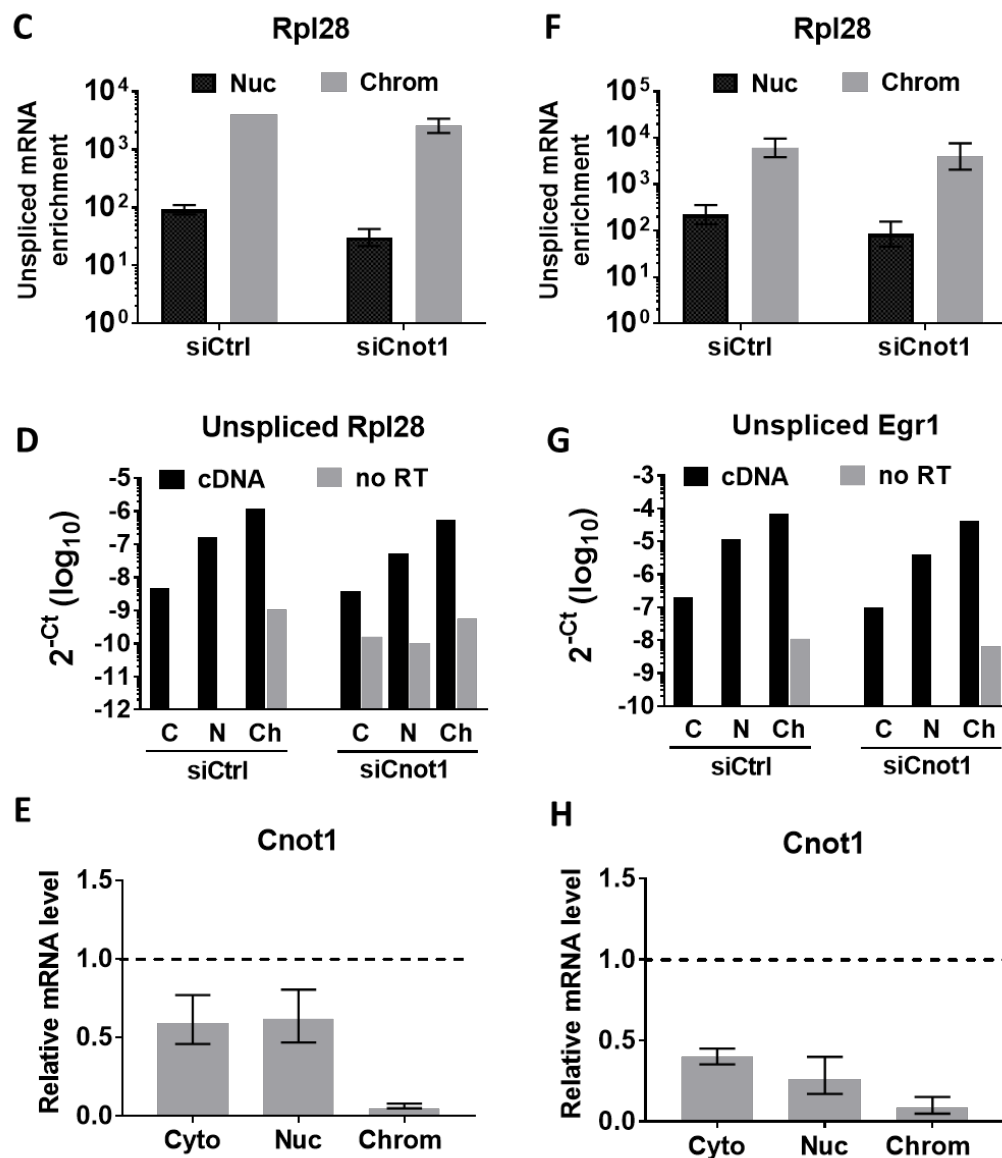 C
Rpl28
Nuc
Chrom
Unspliced mRNA
enrichment
10⁴
10³
10²
10¹
10⁰
siCtrl
siCnot1
F
Rpl28
Nuc
Chrom
Unspliced mRNA
enrichment
10⁵
10⁴
10³
10²
10¹
10⁰
siCtrl
siCnot1
D
Unspliced Rpl28
cDNA
no RT
2⁻ᶜᵗ (log₁₀)
-5
-6
-7
-8
-9
-10
-11
-12
C N Ch C N Ch
siCtrl siCnot1
G
Unspliced Egr1
cDNA
no RT
2⁻ᶜᵗ (log₁₀)
-3
-4
-5
-6
-7
-8
-9
-10
C N Ch C N Ch
siCtrl siCnot1
E
Cnot1
Relative mRNA level
1.5
1.0
0.5
0.0
Cyto Nuc Chrom
H
Cnot1
Relative mRNA level
1.5
1.0
0.5
0.0
Cyto Nuc Chrom